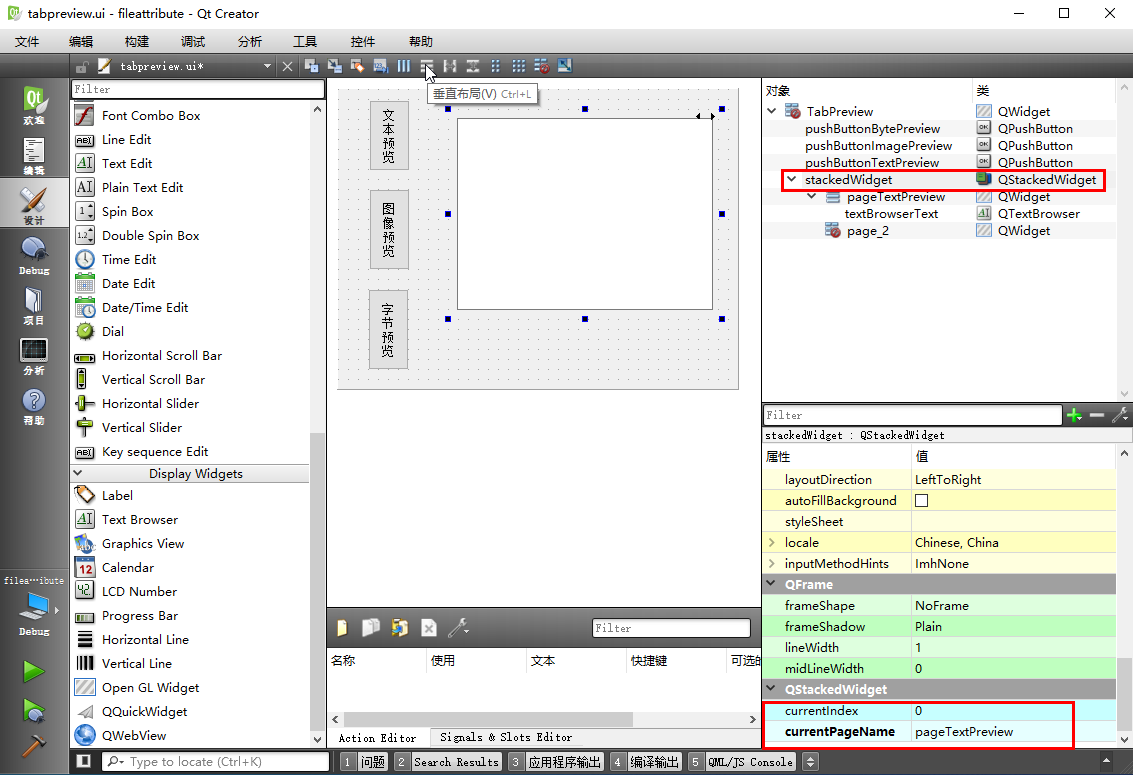 tabpreview.ui - fileattribute - Qt Creator
文件 编辑 构建 调试 分析 工具 控件 帮助
tabpreview.ui*
垂直布局(V) Ctrl+L
欢迎
编辑
设计
Debug
项目
分析
帮助
filea···ibute
Debug
Filter
Font Combo Box
Line Edit
Text Edit
Plain Text Edit
Spin Box
Double Spin Box
Time Edit
Date Edit
Date/Time Edit
Dial
Horizontal Scroll Bar
Vertical Scroll Bar
Horizontal Slider
Vertical Slider
Key sequence Edit
Display Widgets
Label
Text Browser
Graphics View
Calendar
LCD Number
Progress Bar
Horizontal Line
Vertical Line
Open GL Widget
QQuickWidget
QWebView
文本预览
图像预览
字节预览
Filter
名称 使用 文本 快捷键 可选的
Action Editor Signals & Slots Editor
对象 类
TabPreview QWidget
pushButtonBytePreview QPushButton
pushButtonImagePreview QPushButton
pushButtonTextPreview QPushButton
stackedWidget QStackedWidget
pageTextPreview QWidget
textBrowserText QTextBrowser
page_2 QWidget
Filter
stackedWidget : QStackedWidget
属性 值
layoutDirection LeftToRight
autoFillBackground
styleSheet
locale Chinese, China
inputMethodHints ImhNone
QFrame
frameShape NoFrame
frameShadow Plain
lineWidth 1
midLineWidth 0
QStackedWidget
currentIndex 0
currentPageName pageTextPreview
Type to locate (Ctrl+K) 1 问题 2 Search Results 3 应用程序输出 4 编译输出 5 QML/JS Console